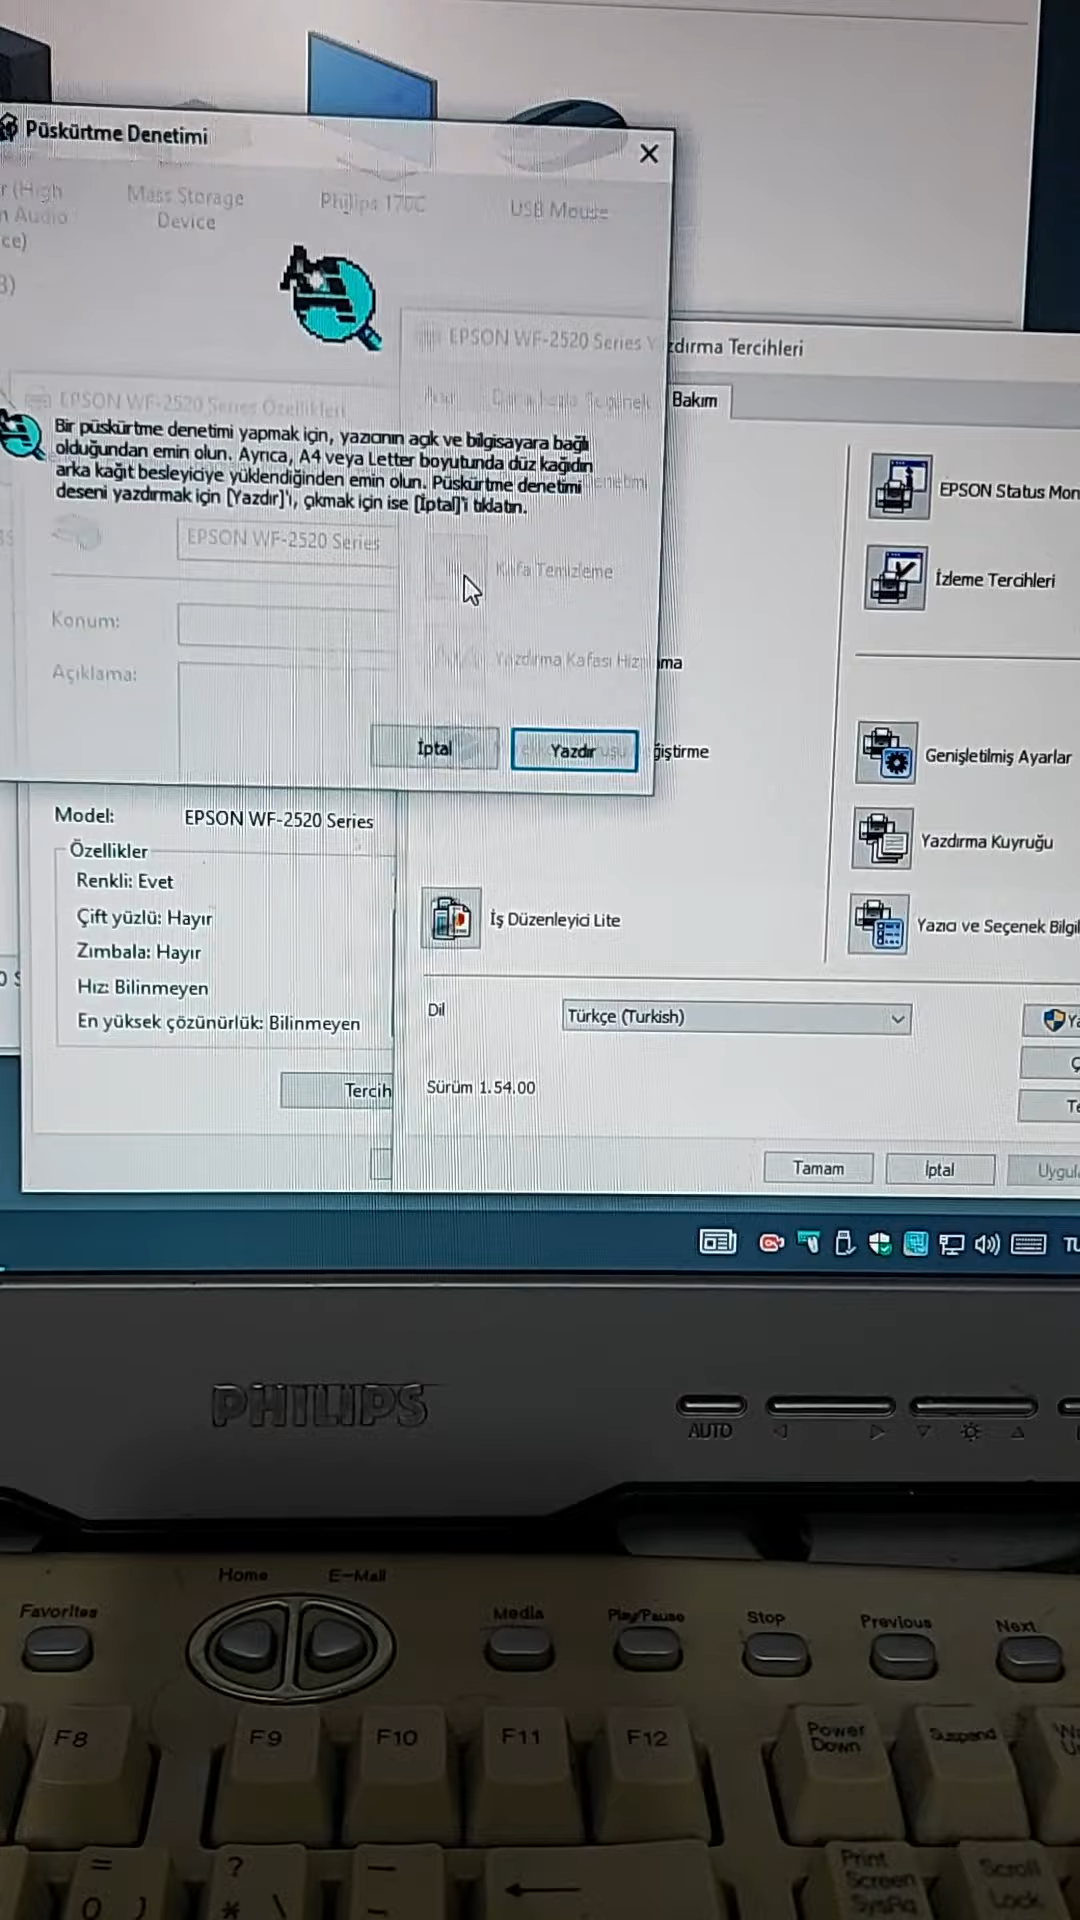 Püskürtme Denetimi
r (High
n Audio
ce)
Mass Storage
Device
Philips 170C
USB Mouse
EPSON WF-2520 Series Y
zdırma Tercihleri
EPSON WF-2520 Series Özellikleri
Bakım
Bir püskürtme denetimi yapmak için, yazıcının açık ve bilgisayara bağlı
olduğundan emin olun. Ayrıca, A4 veya Letter boyutunda düz kağıdın
arka kağıt besleyiciye yüklendiğinden emin olun. Püskürtme denetimi
deseni yazdırmak için [Yazdır]'ı, çıkmak için ise [İptal]'i tıklatın.
EPSON Status Mon
EPSON WF-2520 Series
Kafa Temizleme
İzleme Tercihleri
Konum:
Yazdırma Kafası Hiz
ma
Açıklama:
İptal
Yazdır
ğiştirme
Genişletilmiş Ayarlar
Model:
EPSON WF-2520 Series
Özellikler
Yazdırma Kuyruğu
Renkli: Evet
Çift yüzlü: Hayır
İş Düzenleyici Lite
Yazıcı ve Seçenek Bilgil
Zımbala: Hayır
Hız: Bilinmeyen
En yüksek çözünürlük: Bilinmeyen
Dil
Türkçe (Turkish)
Tercih
Sürüm 1.54.00
Tamam
İptal
Uygul
PHILIPS
AUTO
Home
E-Mail
Favorites
Media
Play/Pause
Stop
Previous
Next
F8
F9
F10
F11
F12
Power
Down
Suspend
=
0 }
?
* \
Print
Screen
SysRq
Scroll
Lock